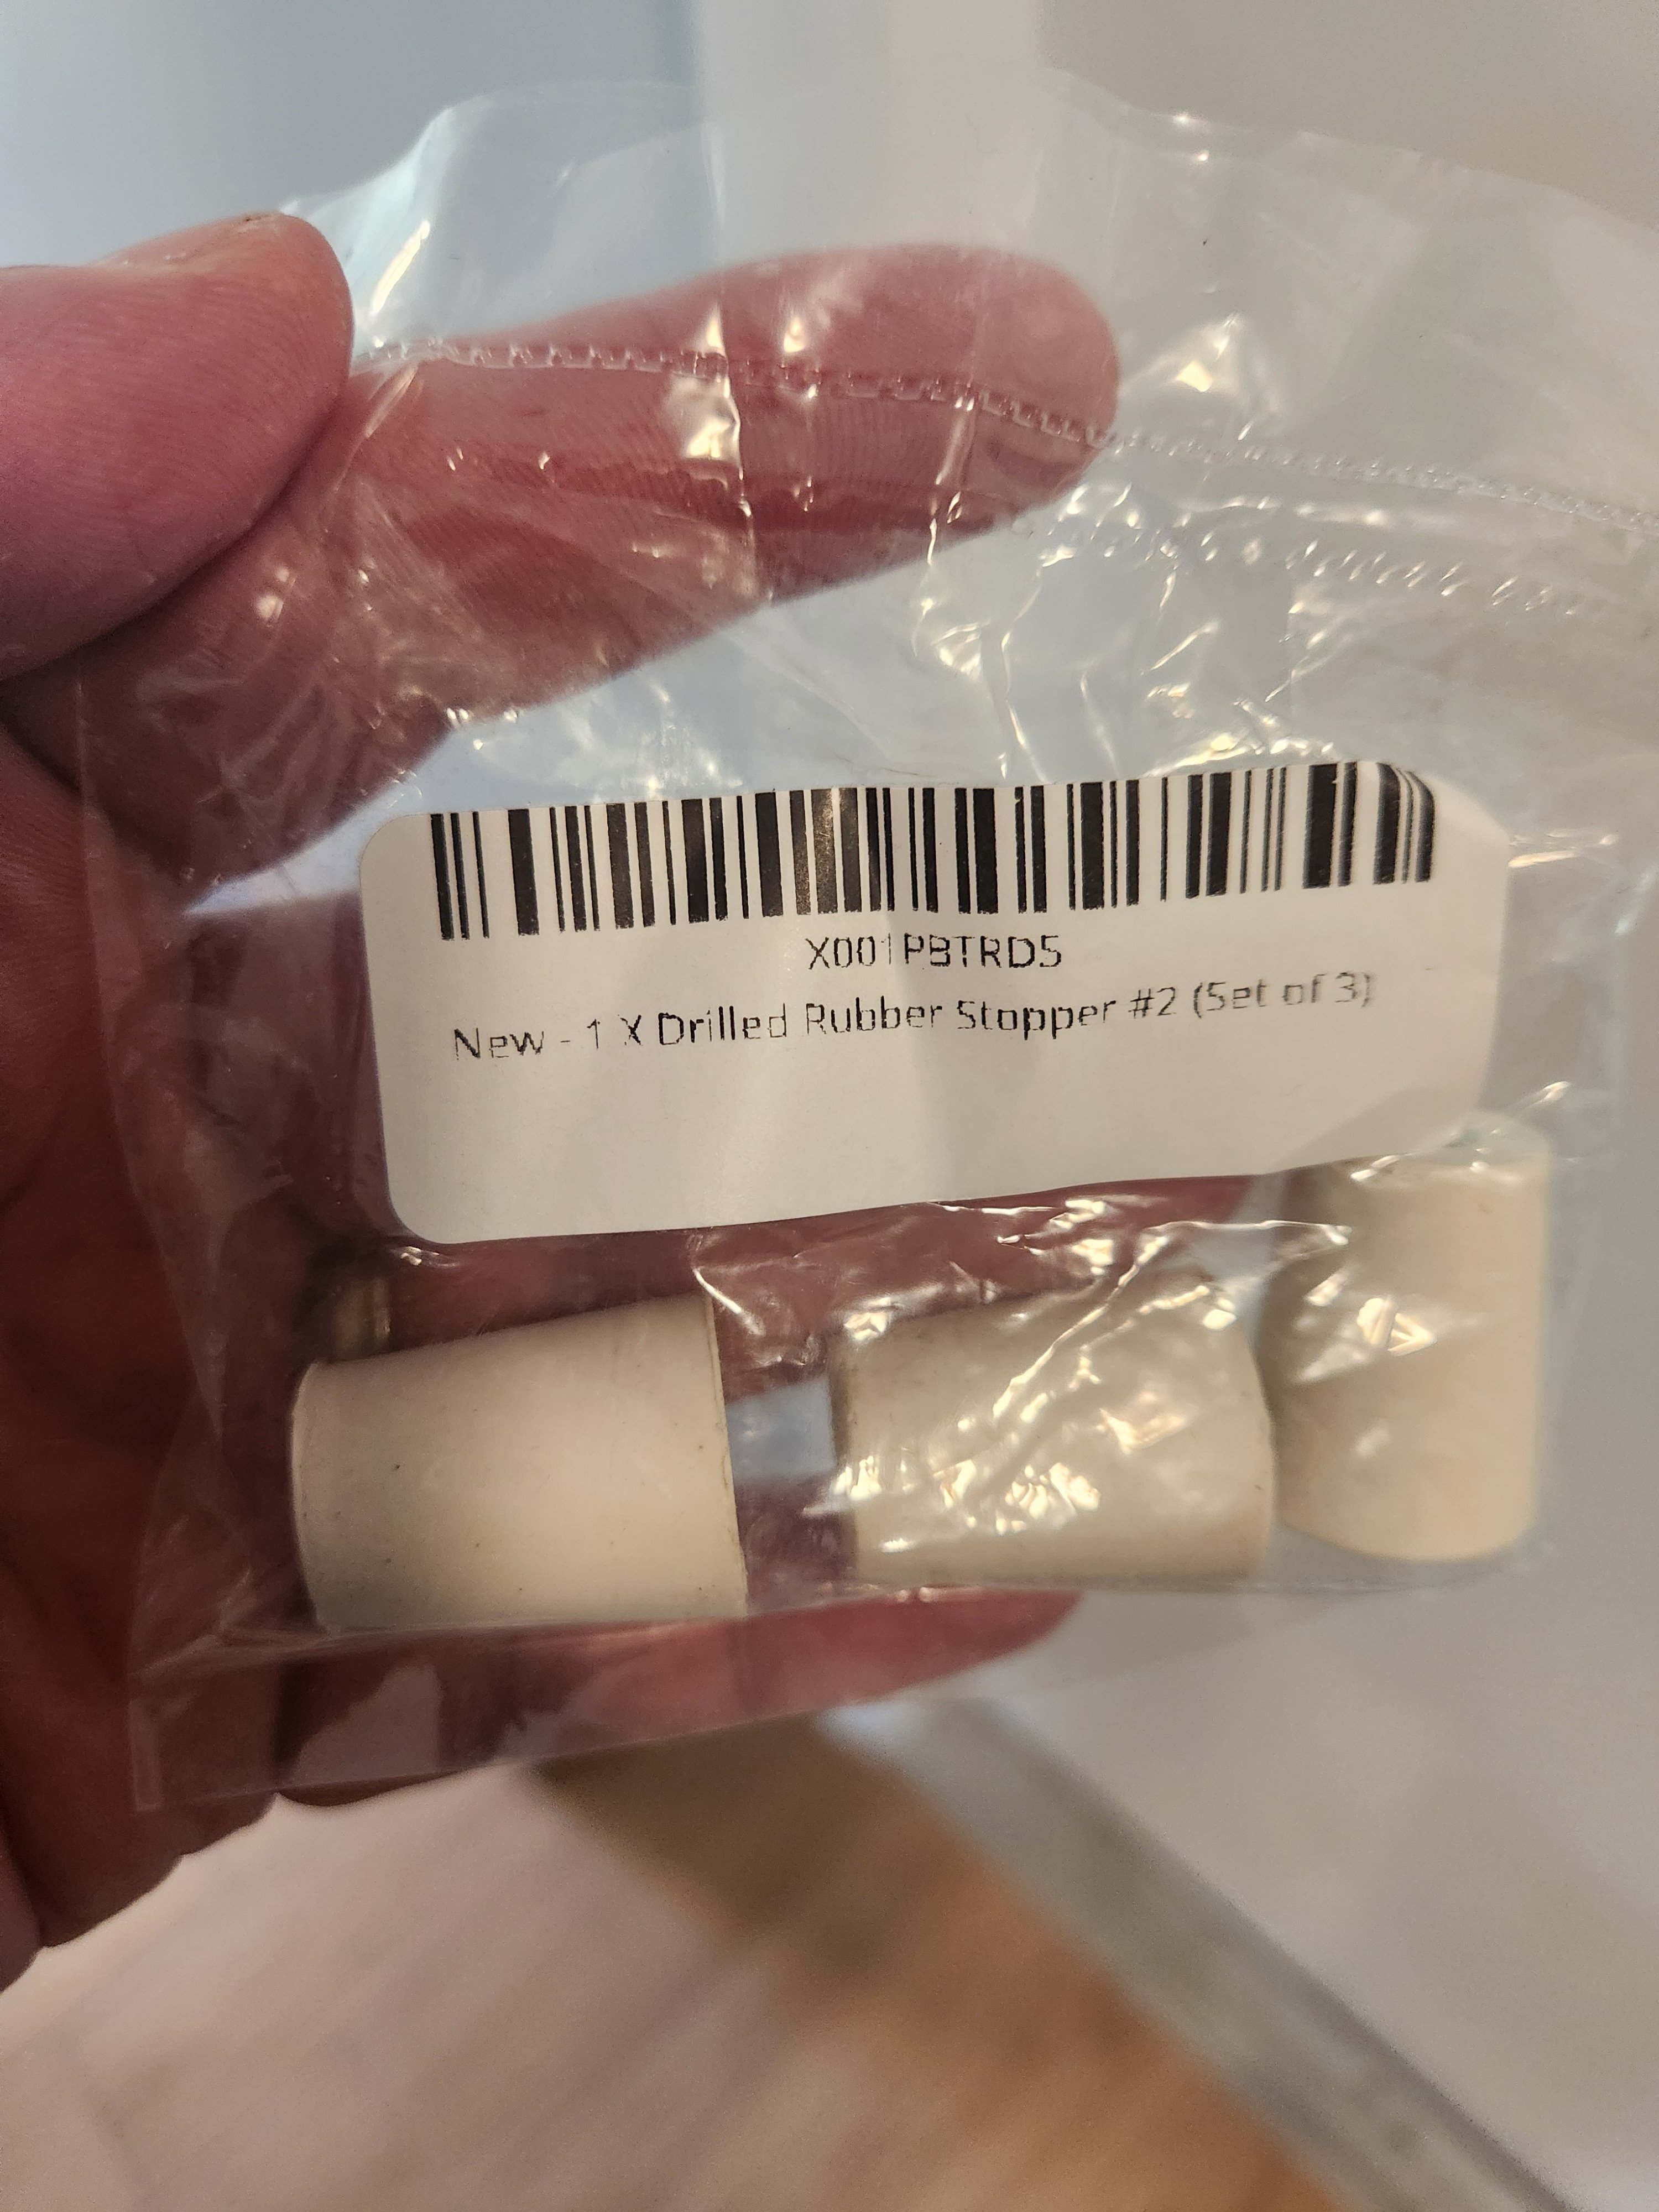 X001PBTRD5
New - 1 X Drilled Rubber Stopper #2 (Set of 3)